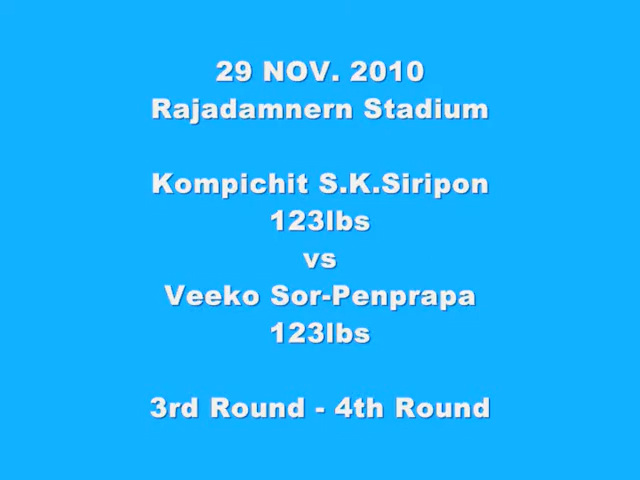 29 NOV. 2010
Rajadamnern Stadium
Kompichit S.K.Siripon
123lbs
vs
Veeko Sor-Penprapa
123lbs
3rd Round - 4th Round